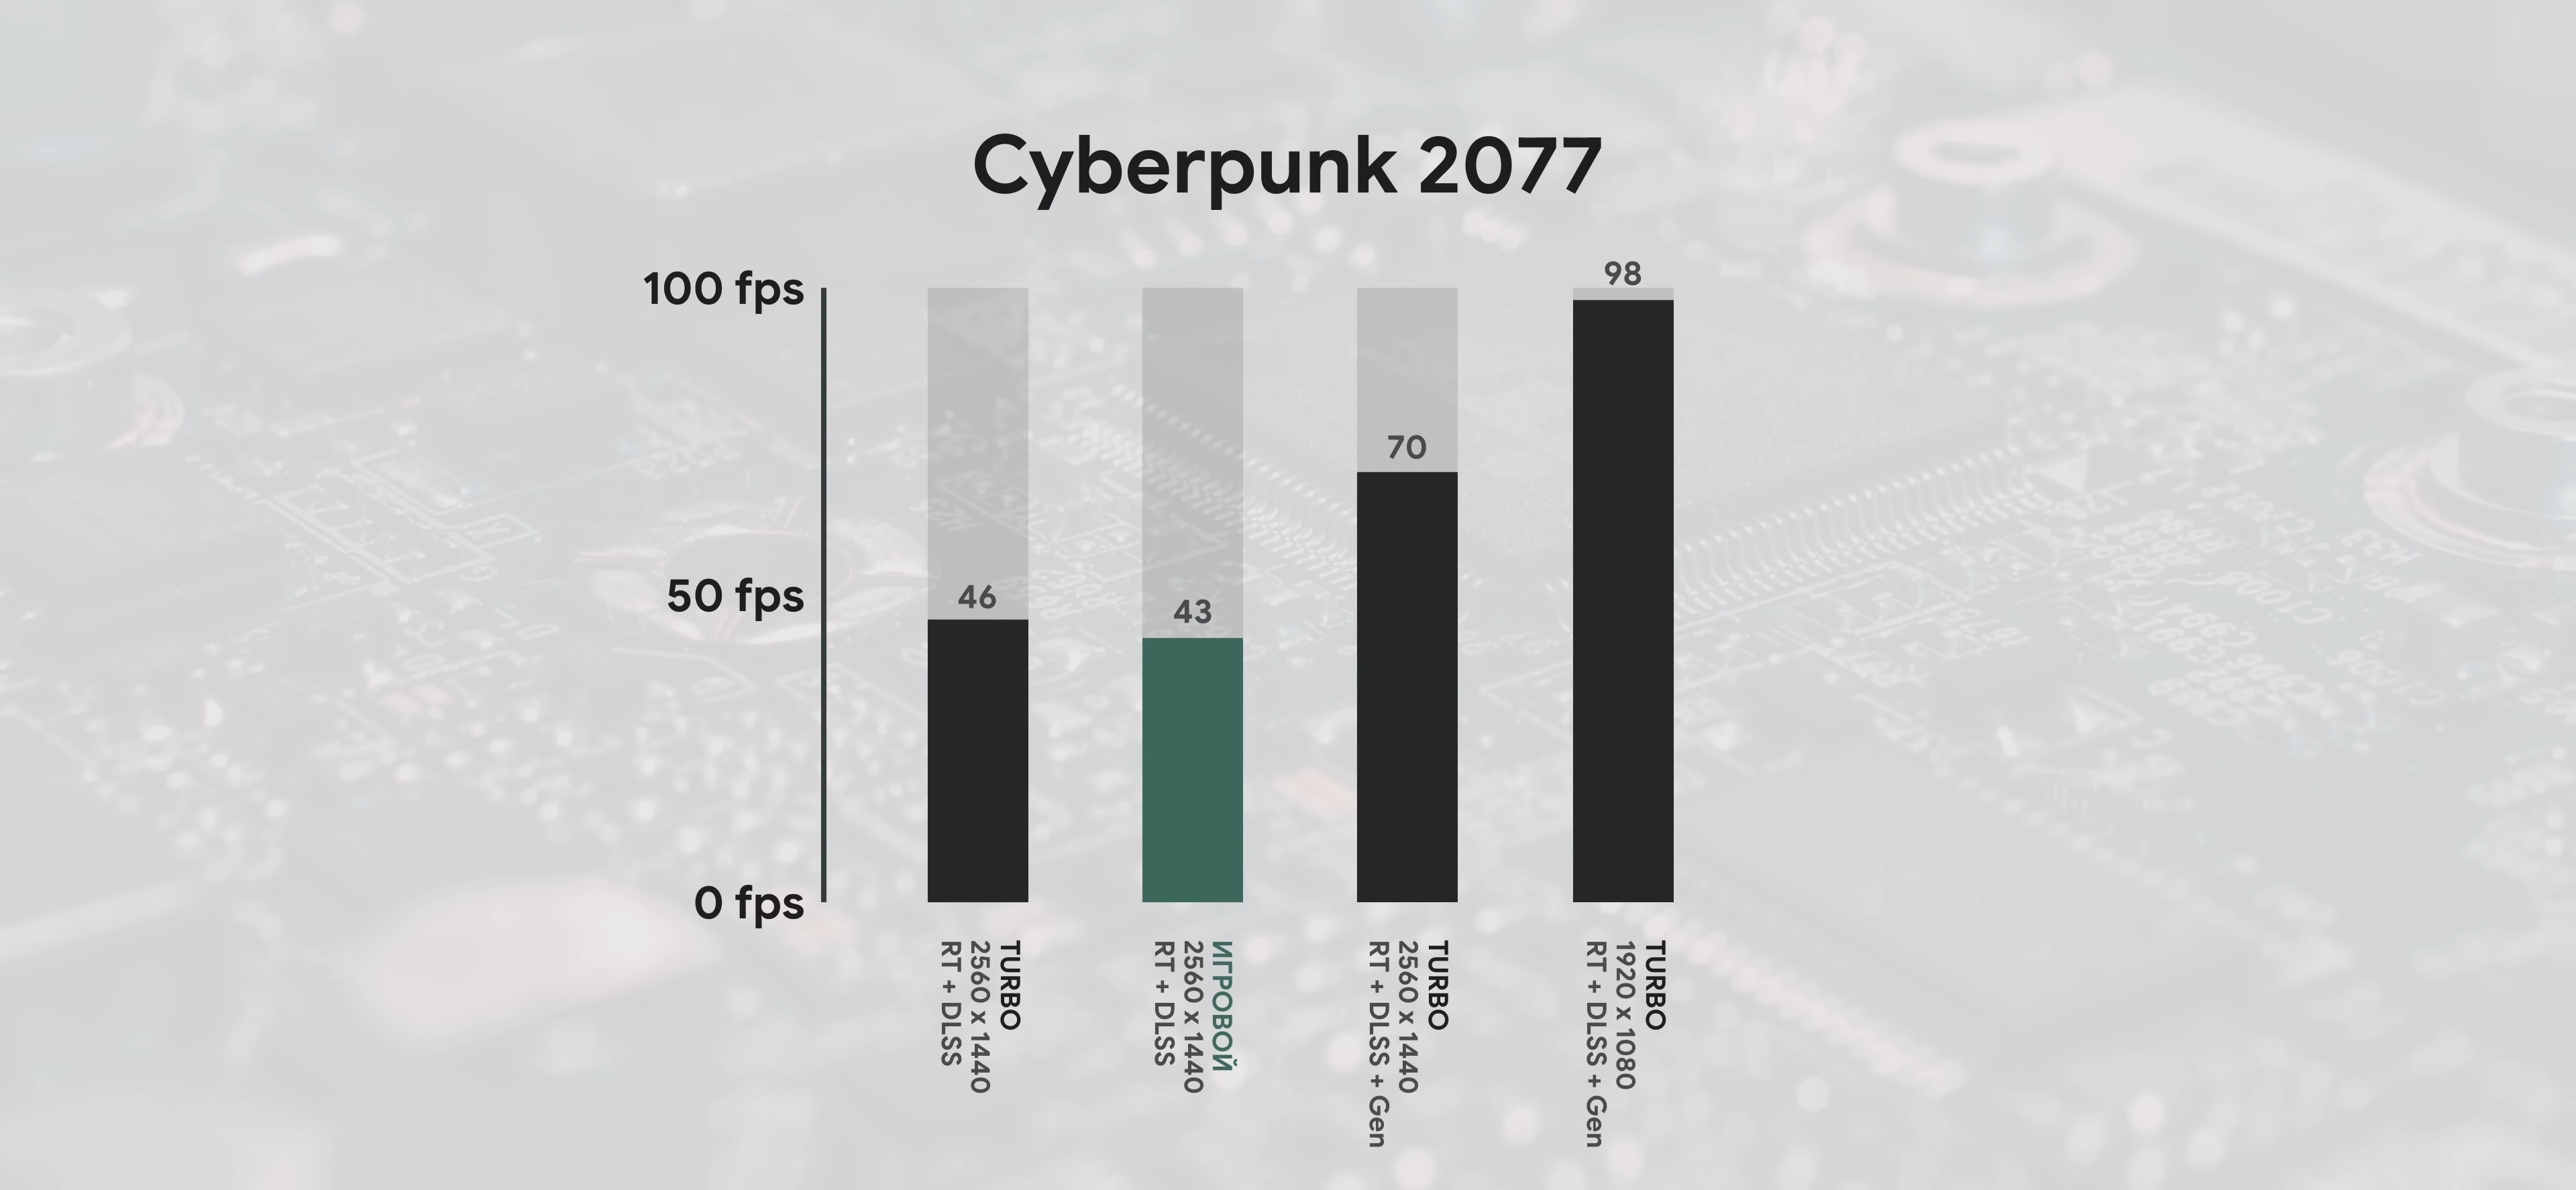 Cyberpunk 2077
100 fps
50 fps
0 fps
46
43
70
98
TURBO
2560 x 1440
RT + DLSS
ИГРОВОЙ
2560 x 1440
RT + DLSS
TURBO
2560 x 1440
RT + DLSS + Gen
TURBO
1920 x 1080
RT + DLSS + Gen